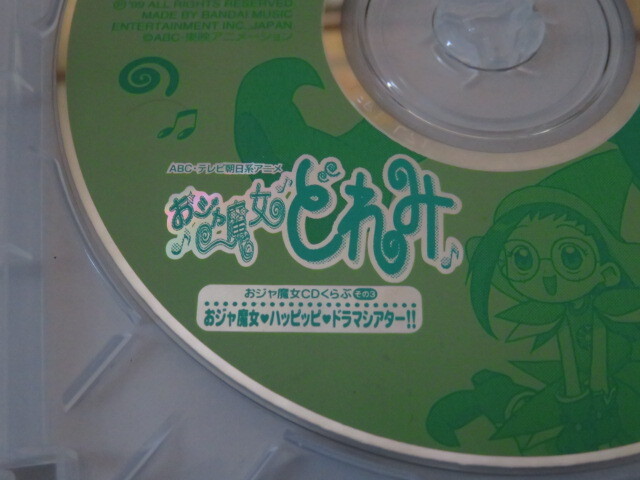 ℗'99 ALL RIGHTS RESERVED
MADE BY BANDAI MUSIC
ENTERTAINMENT INC. JAPAN
©ABC・東映アニメーション
ABC・テレビ朝日系アニメ
おジャ魔女どれみ
おジャ魔女CDくらぶその3
おジャ魔女♥ハッピッピ♥ドラマシアター!!